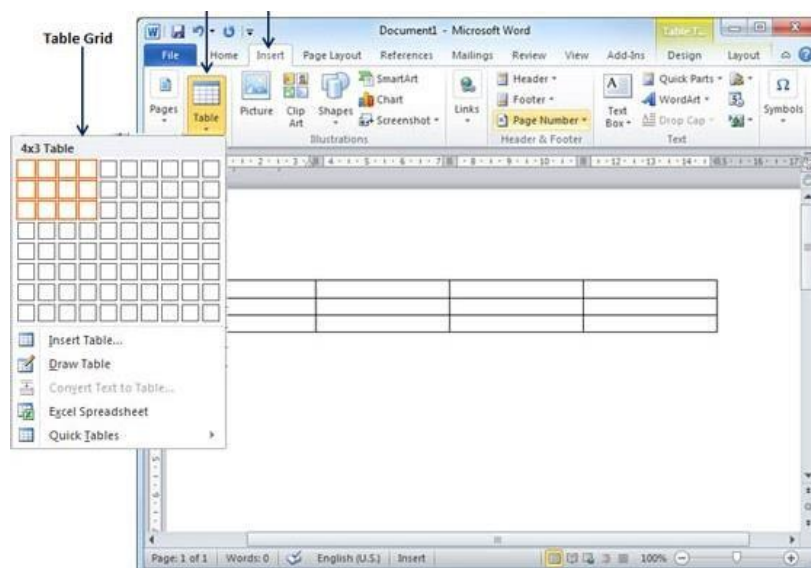 Table Grid
Document1 - Microsoft Word
Table T...
File Home Insert Page Layout References Mailings Review View Add-Ins Design Layout
Pages
Table
Picture
Clip Art
Shapes
SmartArt
Chart
Screenshot
Illustrations
Links
Header
Footer
Page Number
Header & Footer
Text Box
Quick Parts
WordArt
Drop Cap
Text
Symbols
4x3 Table
Insert Table...
Draw Table
Convert Text to Table...
Excel Spreadsheet
Quick Tables
Page: 1 of 1 Words: 0 English (U.S.) Insert 100%